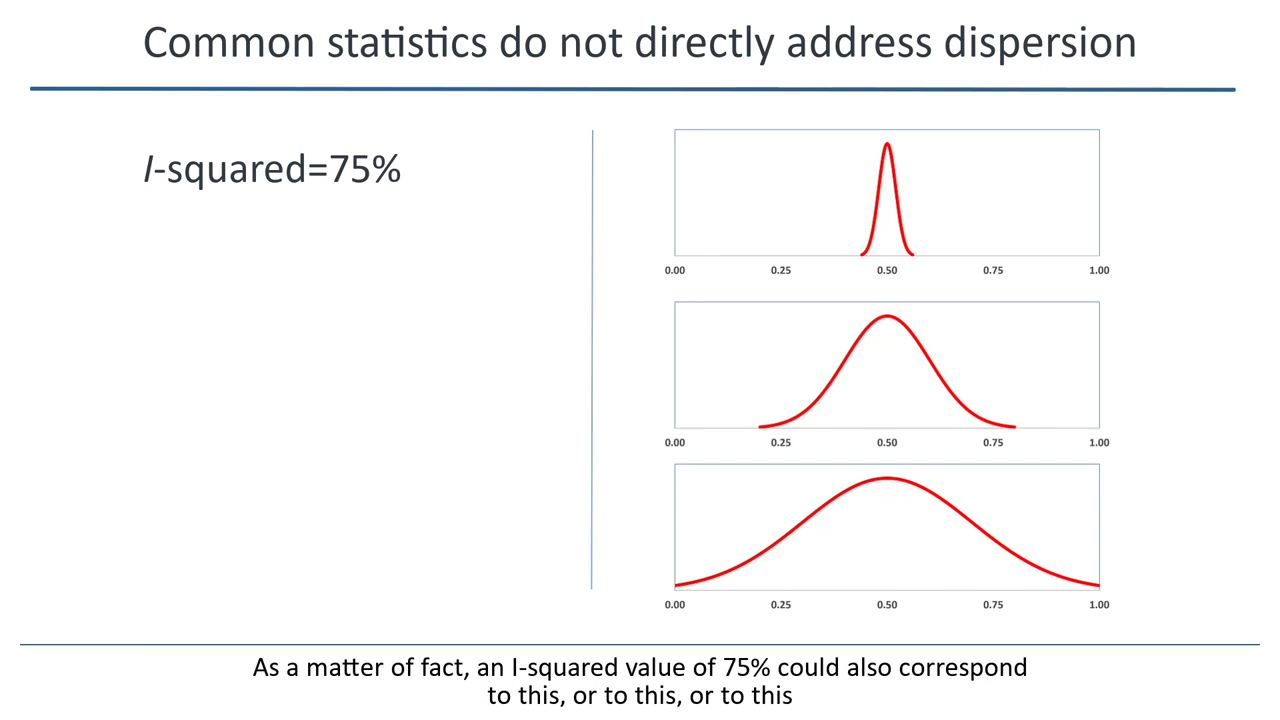 Common statistics do not directly address dispersion
I-squared=75%
0.00 0.25 0.50 0.75 1.00
0.00 0.25 0.50 0.75 1.00
0.00 0.25 0.50 0.75 1.00
As a matter of fact, an I-squared value of 75% could also correspond
to this, or to this, or to this